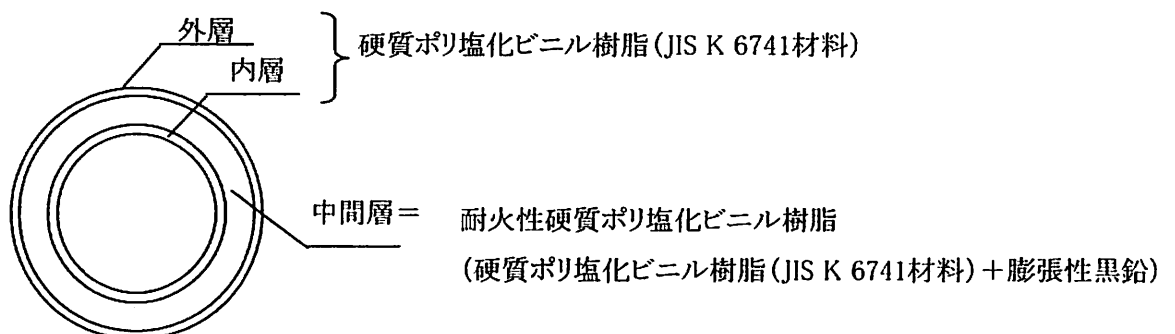 外層
内層
硬質ポリ塩化ビニル樹脂(JIS K 6741材料)
中間層=
耐火性硬質ポリ塩化ビニル樹脂
(硬質ポリ塩化ビニル樹脂(JIS K 6741材料)+膨張性黒鉛)